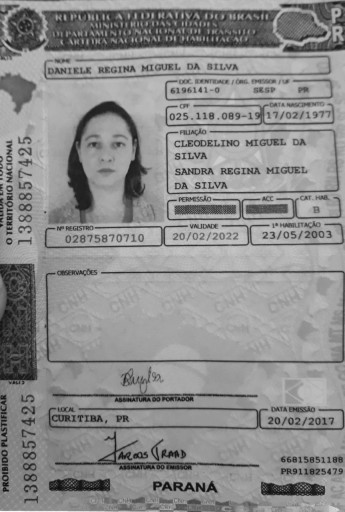 REPÚBLICA FEDERATIVA DO BRASIL
MINISTÉRIO DAS CIDADES
DEPARTAMENTO NACIONAL DE TRÂNSITO
CARTEIRA NACIONAL DE HABILITAÇÃO
PR
NOME
DANIELE REGINA MIGUEL DA SILVA
DOC. IDENTIDADE / ÓRG. EMISSOR / UF
6196141-0 SESP PR
CPF DATA NASCIMENTO
025.118.089-19 17/02/1977
FILIAÇÃO
CLEODELINO MIGUEL DA
SILVA
SANDRA REGINA MIGUEL
DA SILVA
PERMISSÃO ACC CAT. HAB.
B
Nº REGISTRO VALIDADE 1ª HABILITAÇÃO
02875870710 20/02/2022 23/05/2003
O TERRITÓRIO NACIONAL
1388857425
OBSERVAÇÕES
ASSINATURA DO PORTADOR
LOCAL DATA EMISSÃO
CURITIBA, PR 20/02/2017
ASSINATURA DO EMISSOR
66815851188
PR911825479
PARANÁ
PROIBIDO PLASTIFICAR
1388857425